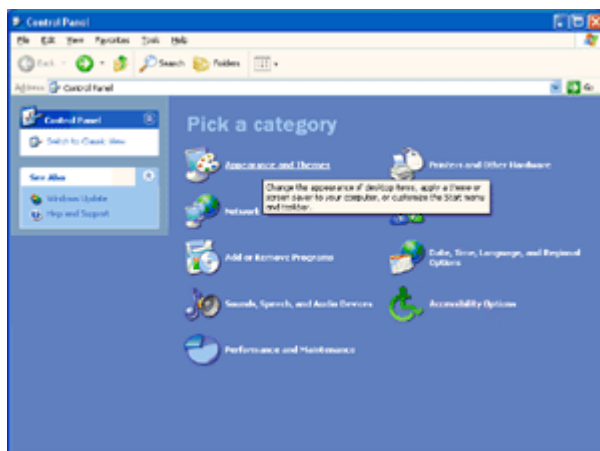 Control Panel
File Edit View Favorites Tools Help
Back Search Folders
Address Control Panel Go
Control Panel
Switch to Classic View
See Also
Windows Update
Help and Support
Pick a category
Appearance and Themes
Printers and Other Hardware
Change the appearance of desktop items, apply a theme or
screen saver to your computer, or customize the Start menu
and taskbar.
Network
Add or Remove Programs
Date, Time, Language, and Regional
Options
Sounds, Speech, and Audio Devices
Accessibility Options
Performance and Maintenance